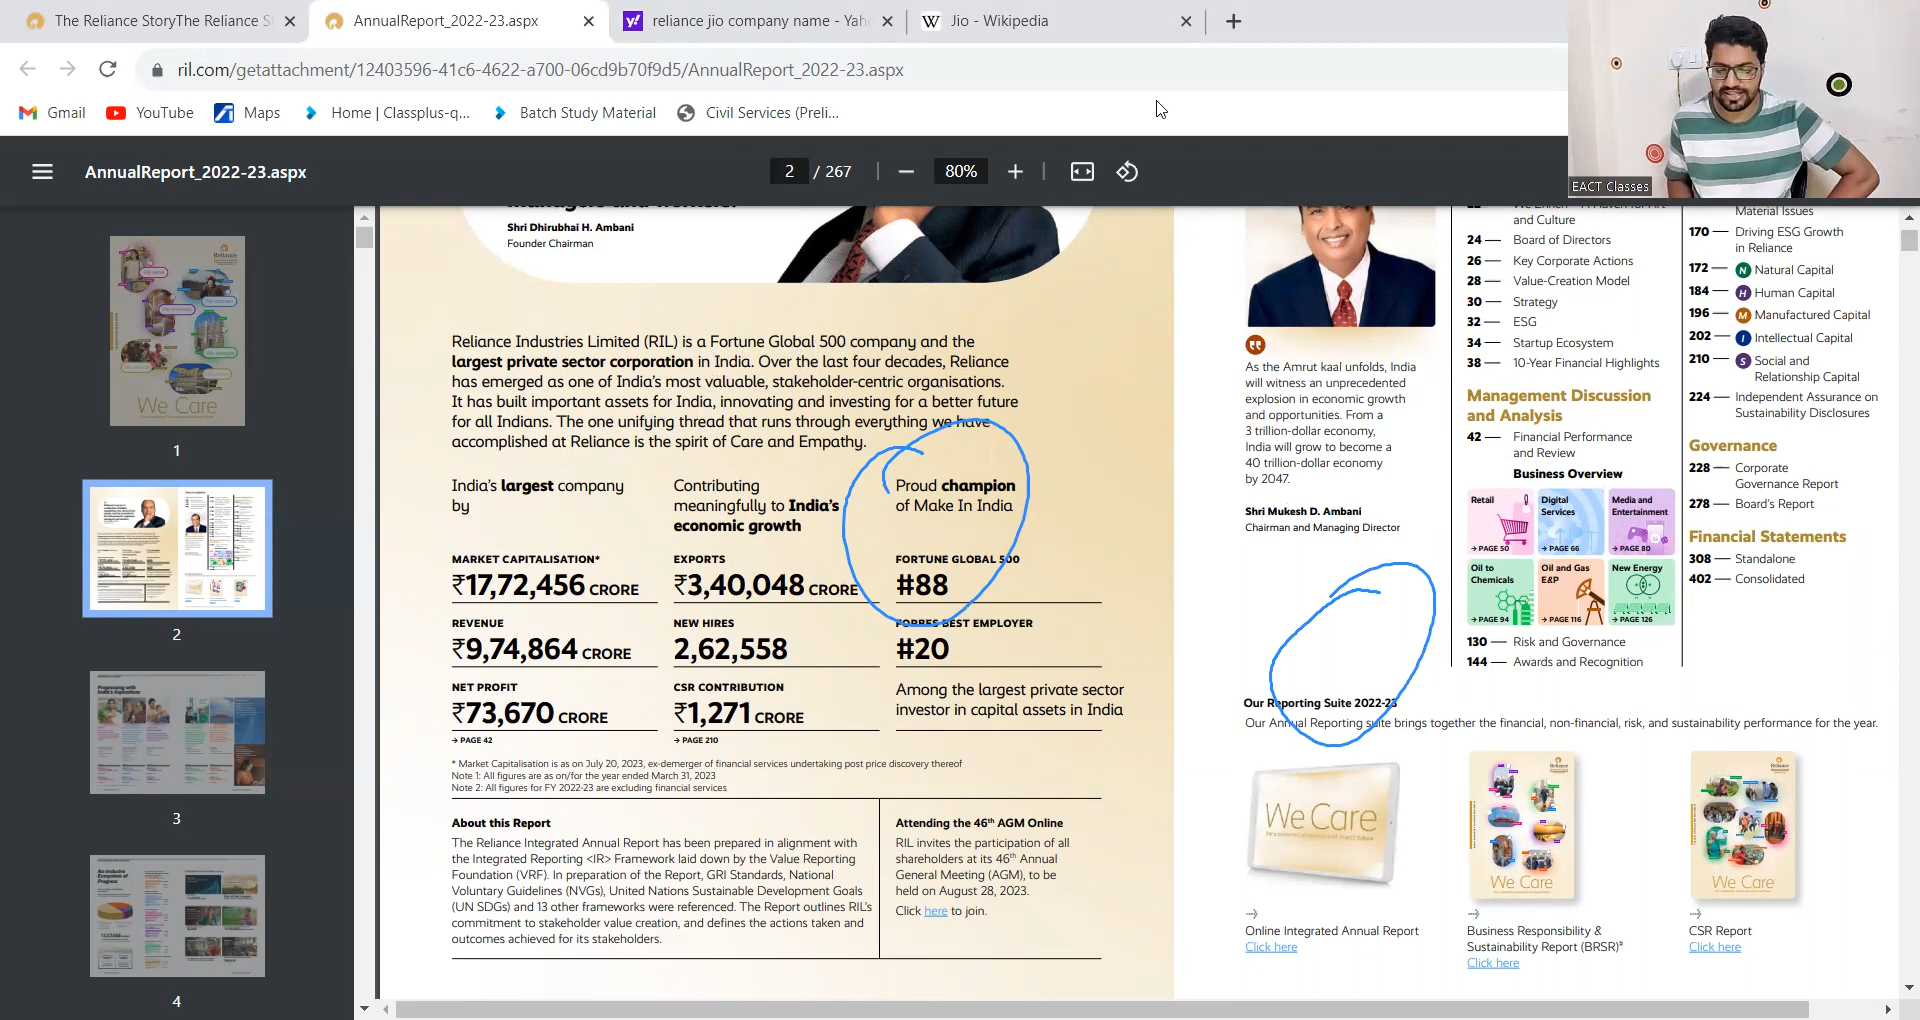 The Reliance StoryThe Reliance S
AnnualReport_2022-23.aspx
reliance jio company name - Yah
Jio - Wikipedia
ril.com/getattachment/12403596-41c6-4622-a700-06cd9b70f9d5/AnnualReport_2022-23.aspx
Gmail
YouTube
Maps
Home | Classplus-q...
Batch Study Material
Civil Services (Preli...
EACT Classes
AnnualReport_2022-23.aspx
2 / 267
80%
We Care
1
2
3
4
Shri Dhirubhai H. Ambani
Founder Chairman
Reliance Industries Limited (RIL) is a Fortune Global 500 company and the
largest private sector corporation in India. Over the last four decades, Reliance
has emerged as one of India's most valuable, stakeholder-centric organisations.
It has built important assets for India, innovating and investing for a better future
for all Indians. The one unifying thread that runs through everything we have
accomplished at Reliance is the spirit of Care and Empathy.
India's largest company
by
MARKET CAPITALISATION*
₹17,72,456 CRORE
REVENUE
₹9,74,864 CRORE
NET PROFIT
₹73,670 CRORE
→ PAGE 42
Contributing
meaningfully to India's
economic growth
EXPORTS
₹3,40,048 CRORE
NEW HIRES
2,62,558
CSR CONTRIBUTION
₹1,271 CRORE
→ PAGE 210
Proud champion
of Make In India
FORTUNE GLOBAL 500
#88
FORBES BEST EMPLOYER
#20
Among the largest private sector
investor in capital assets in India
* Market Capitalisation is as on July 20, 2023, ex-demerger of financial services undertaking post price discovery thereof
Note 1: All figures are as on/for the year ended March 31, 2023
Note 2: All figures for FY 2022-23 are excluding financial services
About this Report
The Reliance Integrated Annual Report has been prepared in alignment with
the Integrated Reporting <IR> Framework laid down by the Value Reporting
Foundation (VRF). In preparation of the Report, GRI Standards, National
Voluntary Guidelines (NVGs), United Nations Sustainable Development Goals
(UN SDGs) and 13 other frameworks were referenced. The Report outlines RIL's
commitment to stakeholder value creation, and defines the actions taken and
outcomes achieved for its stakeholders.
Attending the 46th AGM Online
RIL invites the participation of all
shareholders at its 46th Annual
General Meeting (AGM), to be
held on August 28, 2023.
Click here to join.
As the Amrut kaal unfolds, India
will witness an unprecedented
explosion in economic growth
and opportunities. From a
3 trillion-dollar economy,
India will grow to become a
40 trillion-dollar economy
by 2047.
Shri Mukesh D. Ambani
Chairman and Managing Director
and Culture
24 — Board of Directors
26 — Key Corporate Actions
28 — Value-Creation Model
30 — Strategy
32 — ESG
34 — Startup Ecosystem
38 — 10-Year Financial Highlights
Management Discussion
and Analysis
42 — Financial Performance
and Review
Business Overview
Retail
→ PAGE 50
Digital
Services
→ PAGE 66
Media and
Entertainment
→ PAGE 80
Oil to
Chemicals
→ PAGE 94
Oil and Gas
E&P
→ PAGE 116
New Energy
→ PAGE 126
130 — Risk and Governance
144 — Awards and Recognition
Material Issues
170 — Driving ESG Growth
in Reliance
172 — N Natural Capital
184 — H Human Capital
196 — M Manufactured Capital
202 — I Intellectual Capital
210 — S Social and
Relationship Capital
224 — Independent Assurance on
Sustainability Disclosures
Governance
228 — Corporate
Governance Report
278 — Board's Report
Financial Statements
308 — Standalone
402 — Consolidated
Our Reporting Suite 2022-23
Our Annual Reporting suite brings together the financial, non-financial, risk, and sustainability performance for the year.
We Care
Online Integrated Annual Report
Click here
Reliance
We Care
Business Responsibility &
Sustainability Report (BRSR)#
Click here
Reliance
We Care
CSR Report
Click here